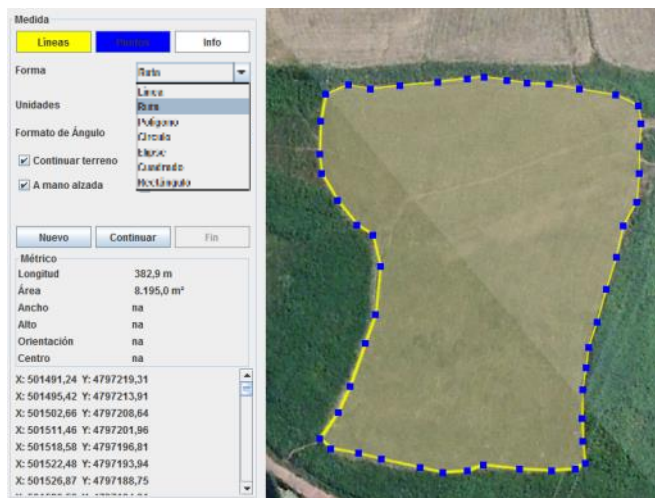 Medida
Líneas Puntos Info
Forma Ruta
Línea
Unidades Ruta
Polígono
Formato de Ángulo Círculo
Elipse
Continuar terreno Cuadrado
A mano alzada Rectángulo
Nuevo Continuar Fin
Métrico
Longitud 382,9 m
Área 8.195,0 m²
Ancho na
Alto na
Orientación na
Centro na
X: 501491,24 Y: 4797219,31
X: 501495,42 Y: 4797213,91
X: 501502,66 Y: 4797208,64
X: 501511,46 Y: 4797201,96
X: 501518,58 Y: 4797196,81
X: 501522,48 Y: 4797193,94
X: 501526,87 Y: 4797188,75